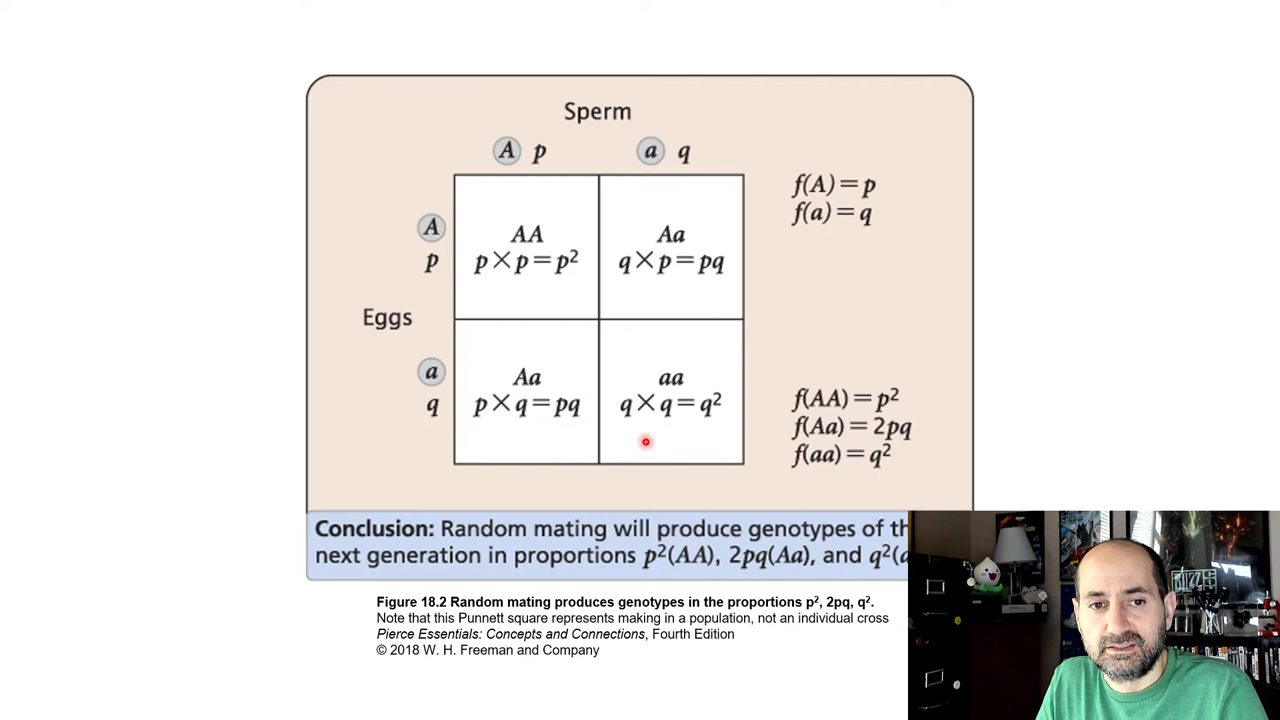 Sperm
A p a q
f(A) = p
f(a) = q
A
p
AA
p × p = p²
Aa
q × p = pq
Eggs
a
q
Aa
p × q = pq
aa
q × q = q²
f(AA) = p²
f(Aa) = 2pq
f(aa) = q²
Conclusion: Random mating will produce genotypes of
next generation in proportions p²(AA), 2pq(Aa), and q²(
Figure 18.2 Random mating produces genotypes in the proportions p², 2pq, q².
Note that this Punnett square represents making in a population, not an individual cross
Pierce Essentials: Concepts and Connections, Fourth Edition
© 2018 W. H. Freeman and Company